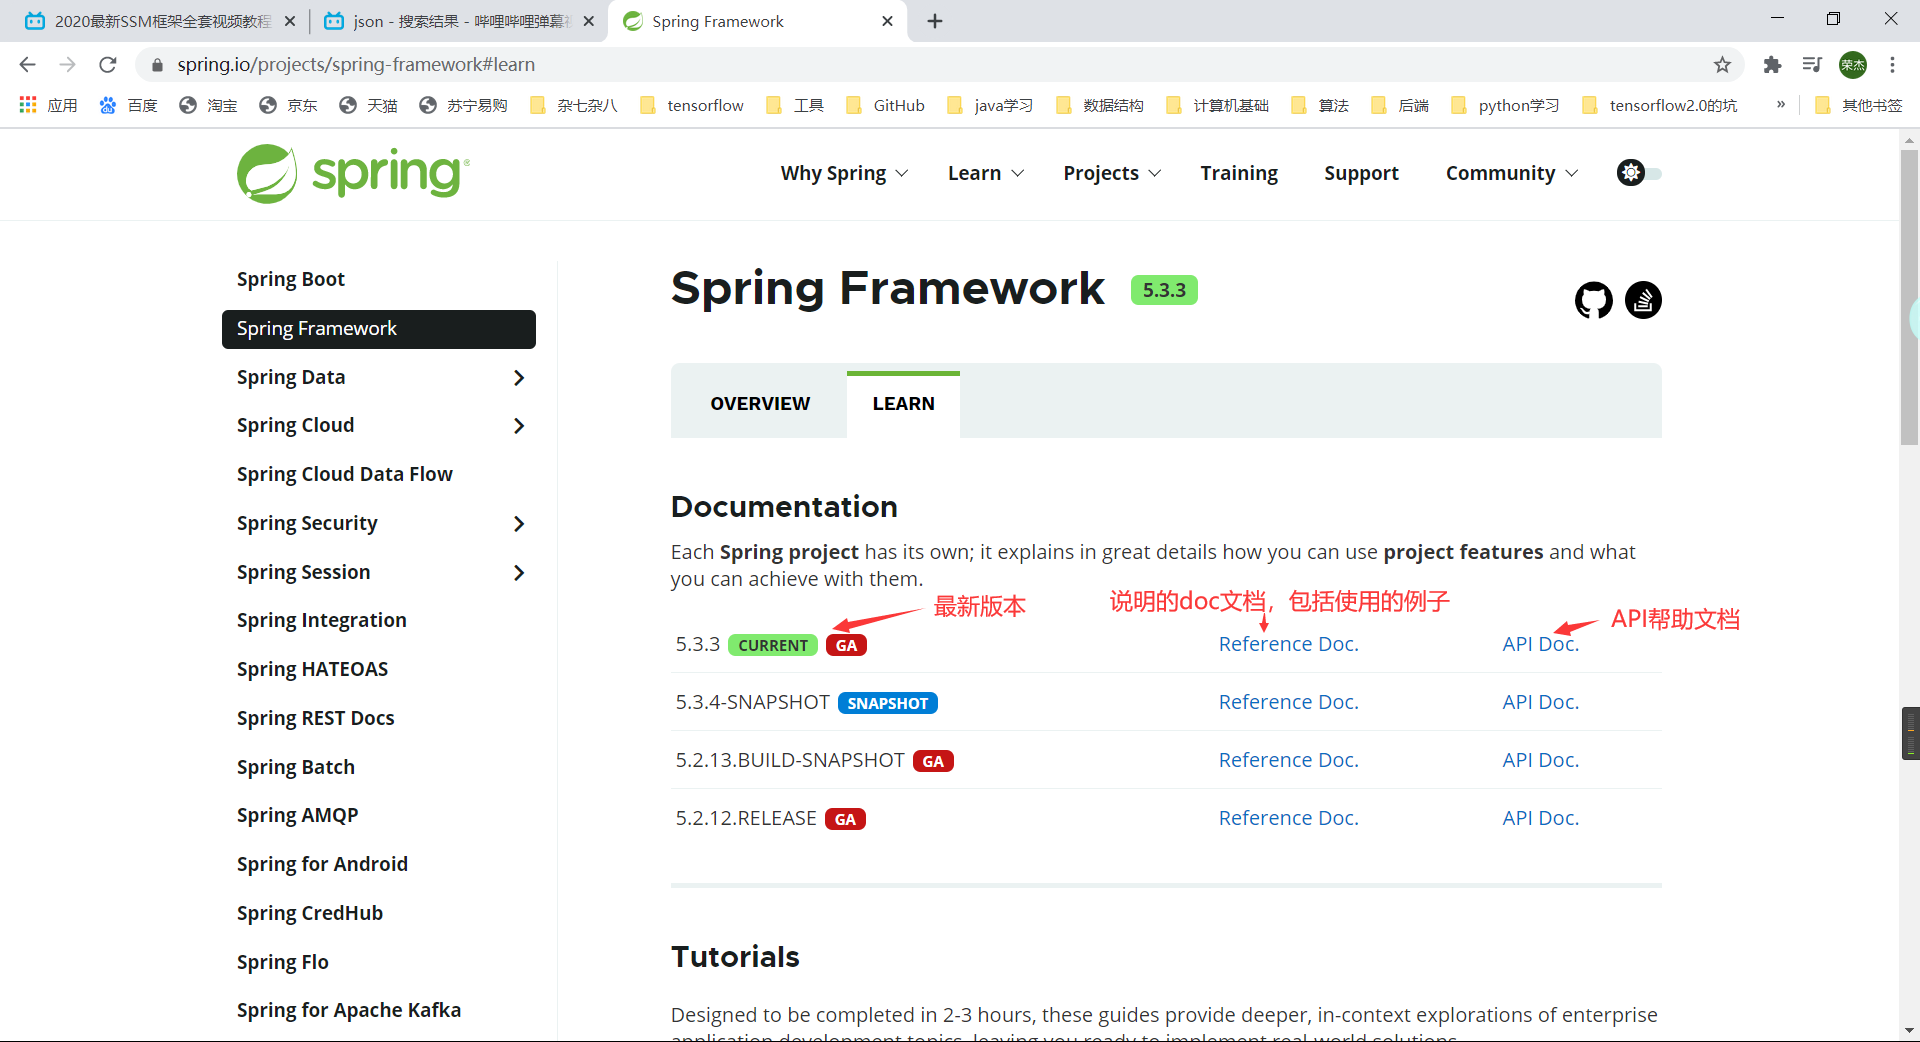 2020最新SSM框架全套视频教程
json - 搜索结果 - 哔哩哔哩弹幕
Spring Framework
spring.io/projects/spring-framework#learn
荣杰
应用
百度
淘宝
京东
天猫
苏宁易购
杂七杂八
tensorflow
工具
GitHub
java学习
数据结构
计算机基础
算法
后端
python学习
tensorflow2.0的坑
»
其他书签
spring
Why Spring
Learn
Projects
Training
Support
Community
Spring Boot
Spring Framework
Spring Data
Spring Cloud
Spring Cloud Data Flow
Spring Security
Spring Session
Spring Integration
Spring HATEOAS
Spring REST Docs
Spring Batch
Spring AMQP
Spring for Android
Spring CredHub
Spring Flo
Spring for Apache Kafka
Spring Framework 5.3.3
OVERVIEW
LEARN
Documentation
Each Spring project has its own; it explains in great details how you can use project features and what
you can achieve with them.
最新版本
说明的doc文档，包括使用的例子
API帮助文档
5.3.3 CURRENT GA Reference Doc. API Doc.
5.3.4-SNAPSHOT SNAPSHOT Reference Doc. API Doc.
5.2.13.BUILD-SNAPSHOT GA Reference Doc. API Doc.
5.2.12.RELEASE GA Reference Doc. API Doc.
Tutorials
Designed to be completed in 2-3 hours, these guides provide deeper, in-context explorations of enterprise
application development topics, leaving you ready to implement real-world solutions.